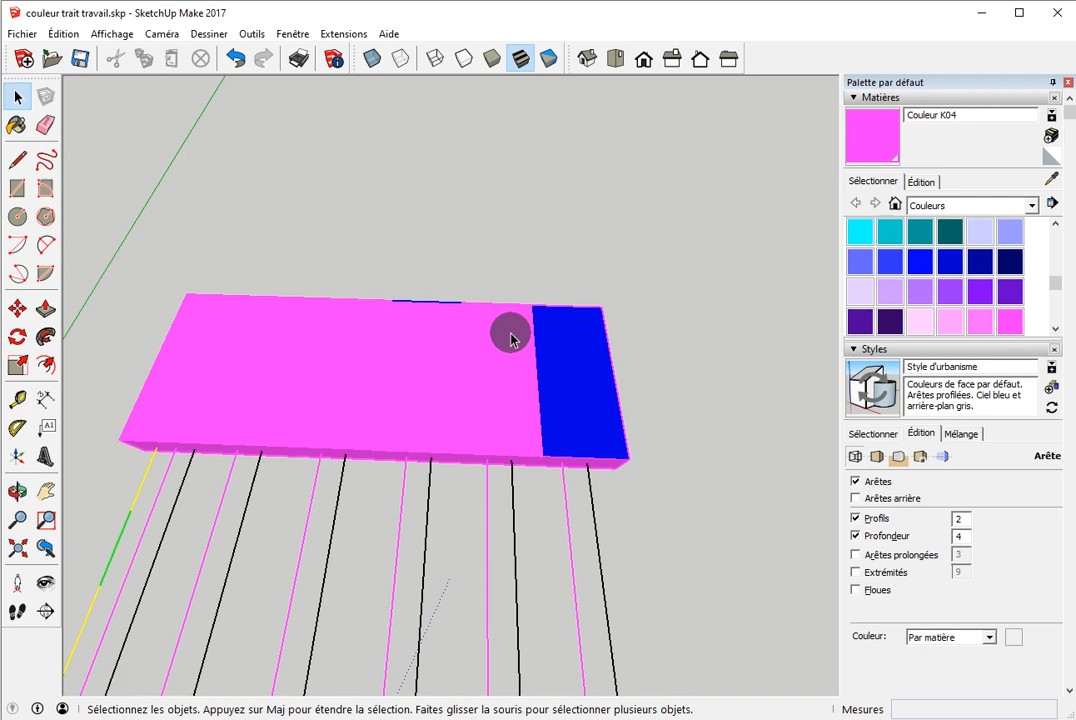 couleur trait travail.skp - SketchUp Make 2017
Fichier Édition Affichage Caméra Dessiner Outils Fenêtre Extensions Aide
Palette par défaut
Matières
Couleur K04
Sélectionner Édition
Couleurs
Styles
Style d'urbanisme
Couleurs de face par défaut.
Arêtes profilées. Ciel bleu et
arrière-plan gris.
Sélectionner Édition Mélange
Arête
Arêtes
Arêtes arrière
Profils 2
Profondeur 4
Arêtes prolongées 3
Extrémités 9
Floues
Couleur: Par matière
A1
Sélectionnez les objets. Appuyez sur Maj pour étendre la sélection. Faites glisser la souris pour sélectionner plusieurs objets. Mesures